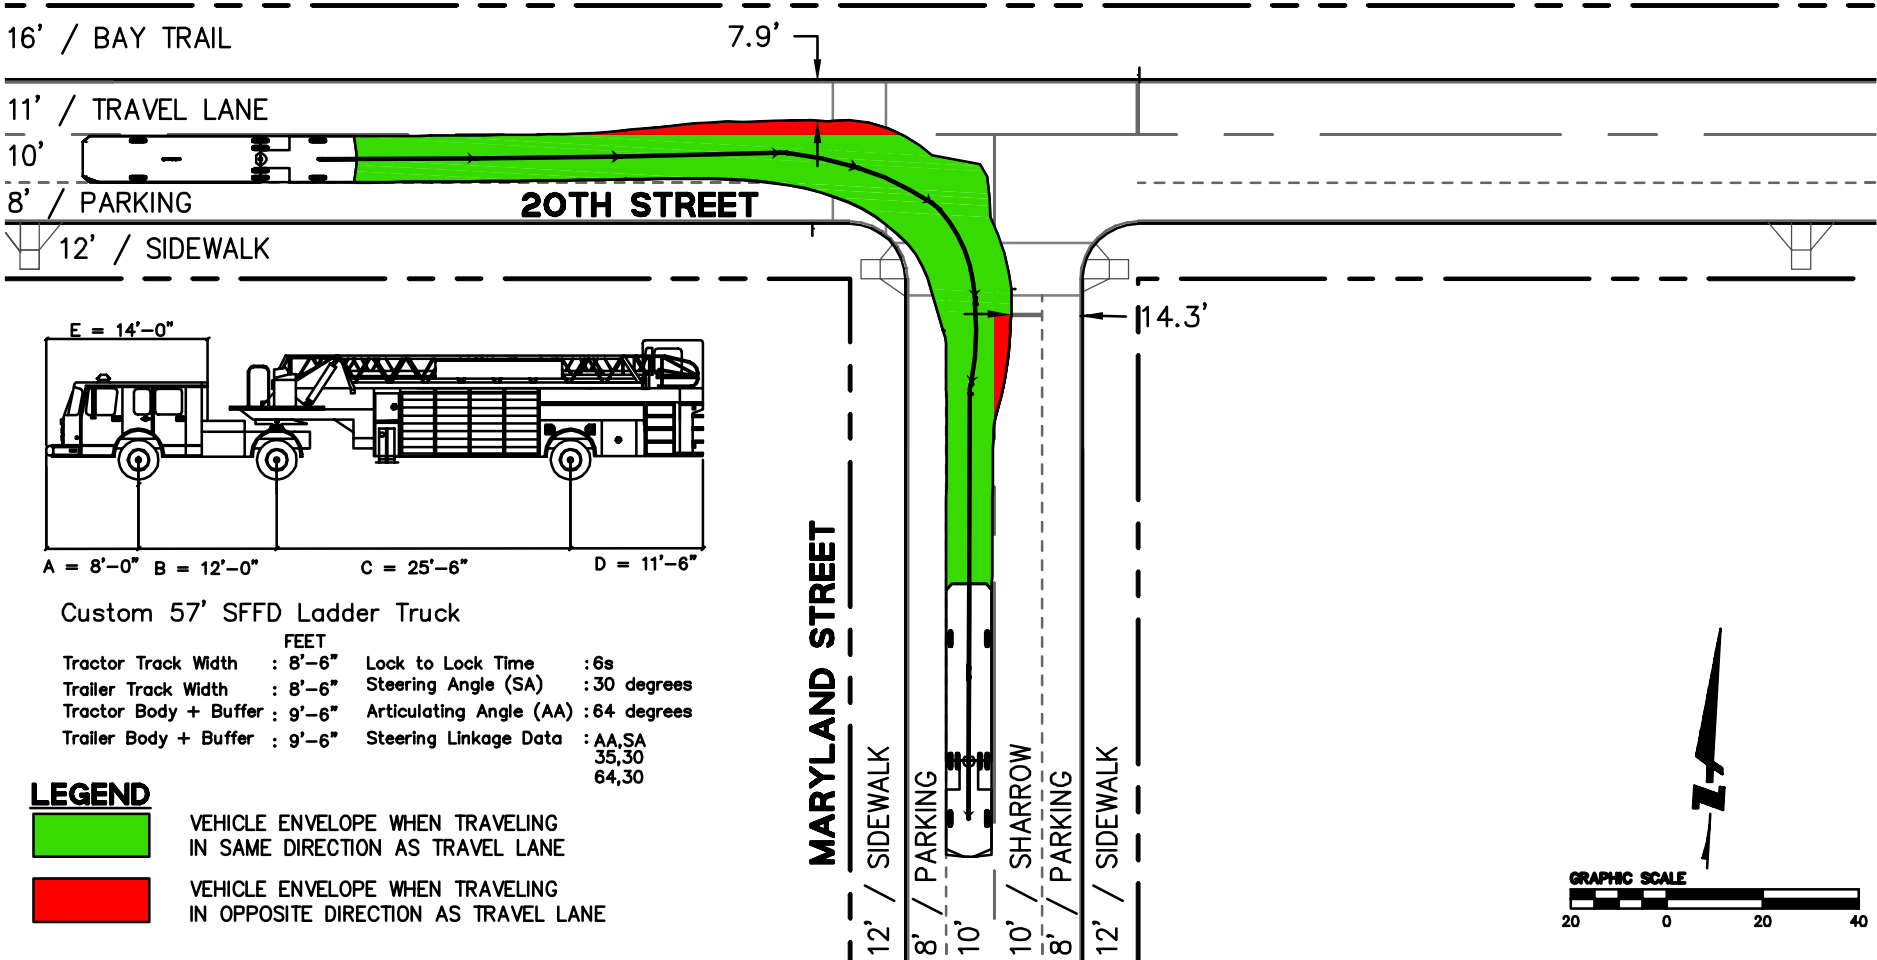 16' / BAY TRAIL
7.9'
11' / TRAVEL LANE
10'
8' / PARKING
20TH STREET
12' / SIDEWALK
14.3'
E = 14'-0"
A = 8'-0"
B = 12'-0"
C = 25'-6"
D = 11'-6"
Custom 57' SFFD Ladder Truck
FEET
Tractor Track Width : 8'-6"
Trailer Track Width : 8'-6"
Tractor Body + Buffer : 9'-6"
Trailer Body + Buffer : 9'-6"
Lock to Lock Time : 6s
Steering Angle (SA) : 30 degrees
Articulating Angle (AA) : 64 degrees
Steering Linkage Data : AA,SA
35,30
64,30
LEGEND
VEHICLE ENVELOPE WHEN TRAVELING
IN SAME DIRECTION AS TRAVEL LANE
VEHICLE ENVELOPE WHEN TRAVELING
IN OPPOSITE DIRECTION AS TRAVEL LANE
MARYLAND STREET
12' / SIDEWALK
8' / PARKING
10'
10' / SHARROW
8' / PARKING
12' / SIDEWALK
N
GRAPHIC SCALE
20 0 20 40